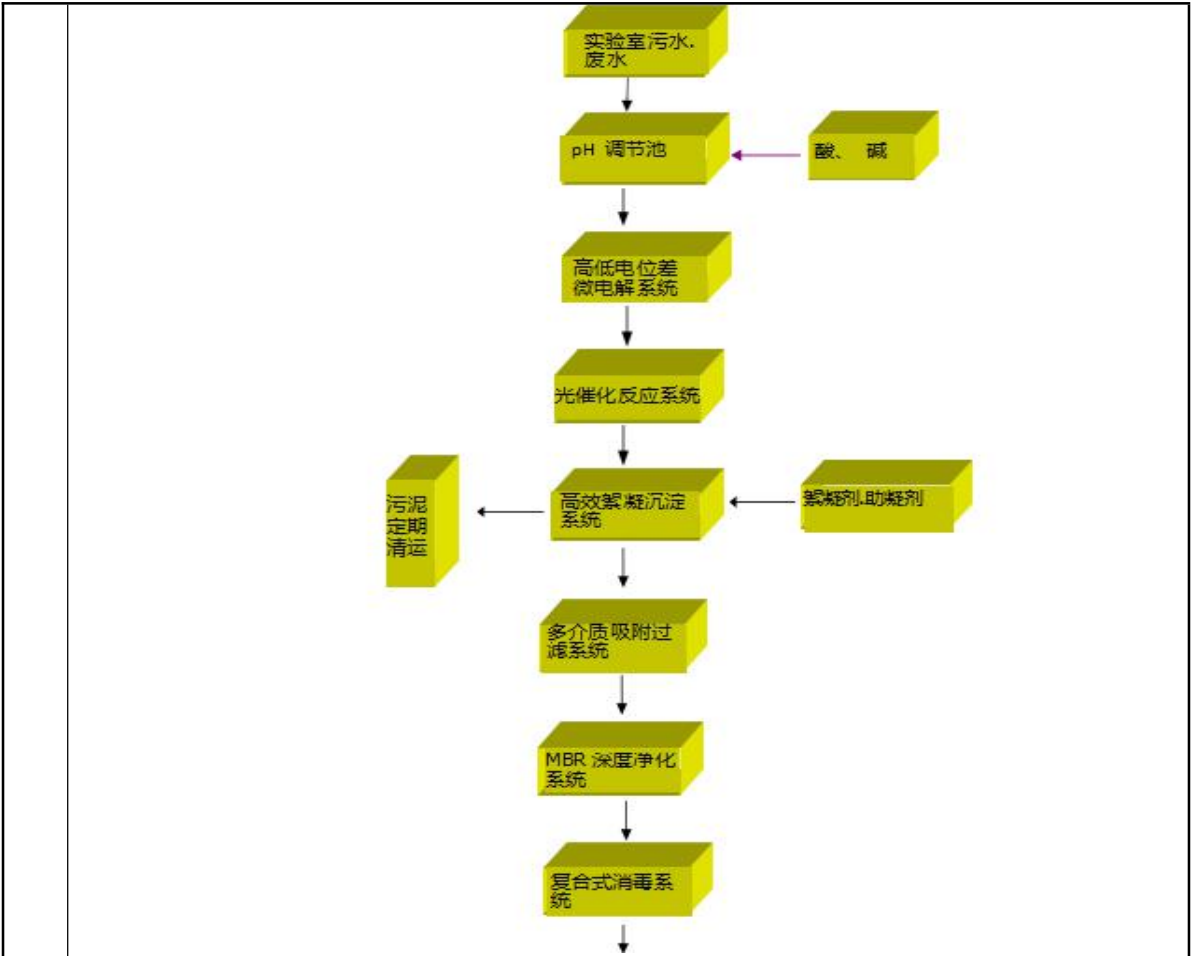 实验室污水.
废水
pH 调节池
酸、 碱
高低电位差
微电解系统
光催化反应系统
污泥
定期
清运
高效絮凝沉淀
系统
絮凝剂.助凝剂
多介质吸附过
滤系统
MBR 深度净化
系统
复合式消毒系
统